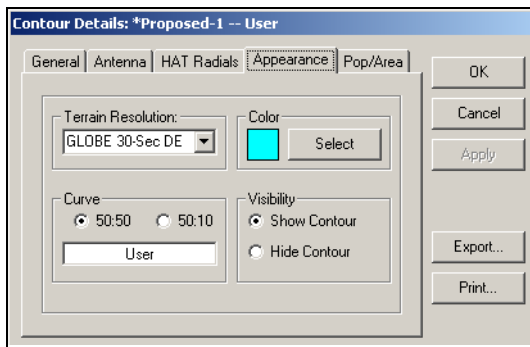 Contour Details: *Proposed-1 -- User
General Antenna HAT Radials Appearance Pop/Area
OK
Cancel
Apply
Terrain Resolution:
GLOBE 30-Sec DE
Color
Select
Curve
50:50 50:10
User
Visibility
Show Contour
Hide Contour
Export...
Print...